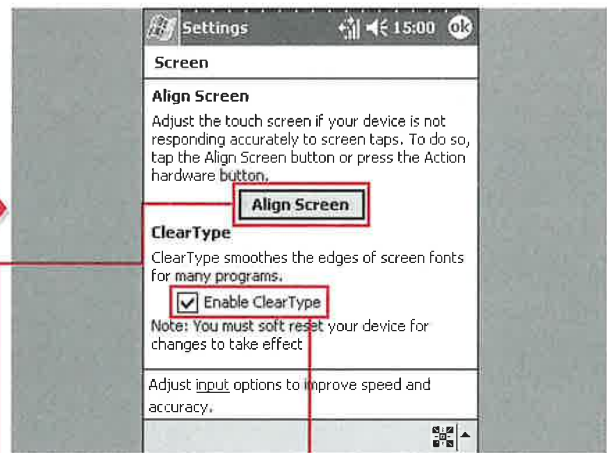 Settings 15:00 ok
Screen
Align Screen
Adjust the touch screen if your device is not
responding accurately to screen taps. To do so,
tap the Align Screen button or press the Action
hardware button.
Align Screen
ClearType
ClearType smoothes the edges of screen fonts
for many programs.
Enable ClearType
Note: You must soft reset your device for
changes to take effect
Adjust input options to improve speed and
accuracy.